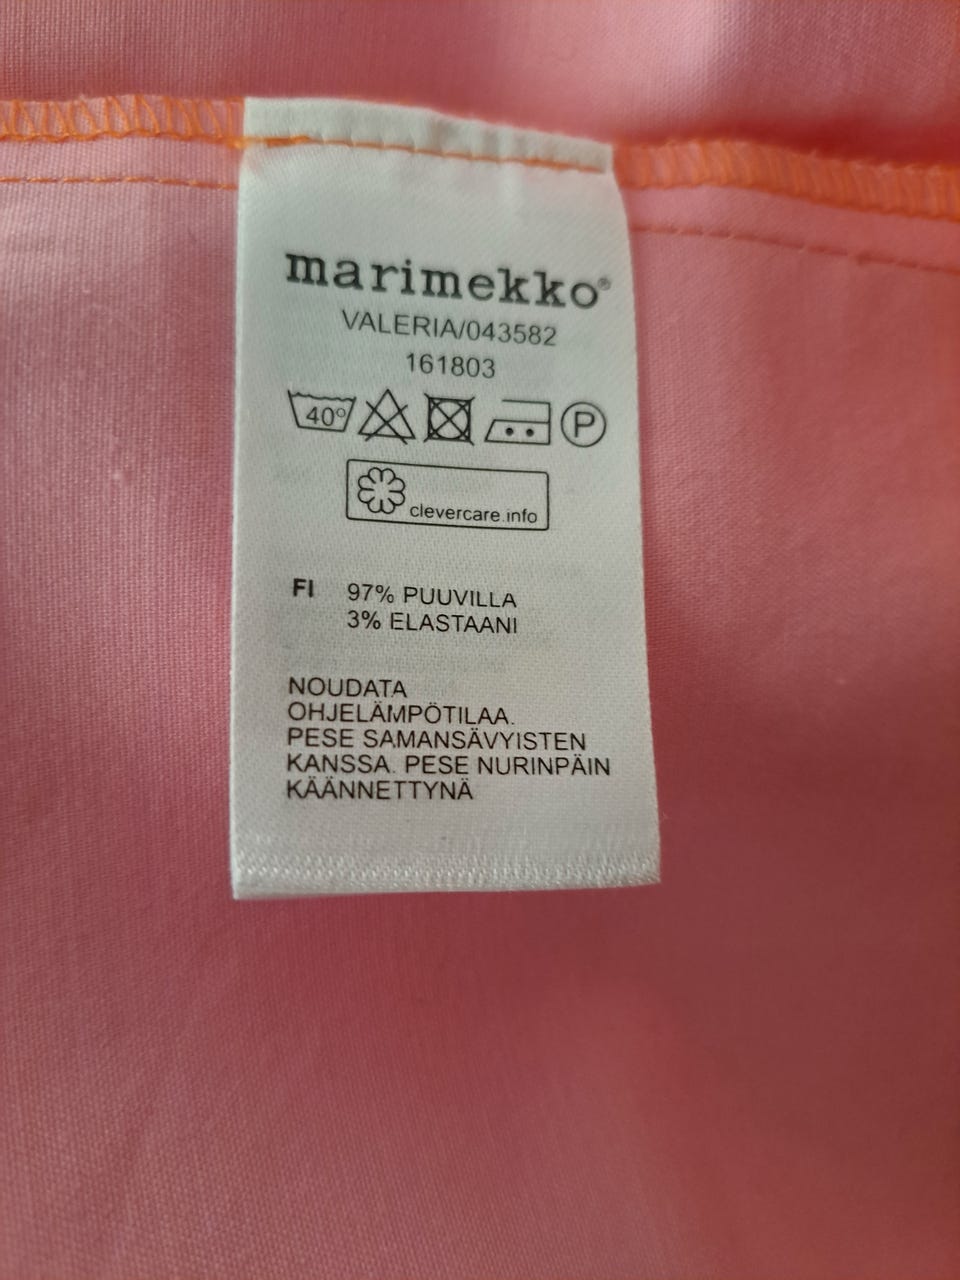 marimekko®
VALERIA/043582
161803
40° P
clevercare.info
FI 97% PUUVILLA
3% ELASTAANI
NOUDATA
OHJELÄMPÖTILAA.
PESE SAMANSÄVYISTEN
KANSSA. PESE NURINPÄIN
KÄÄNNETTYNÄ